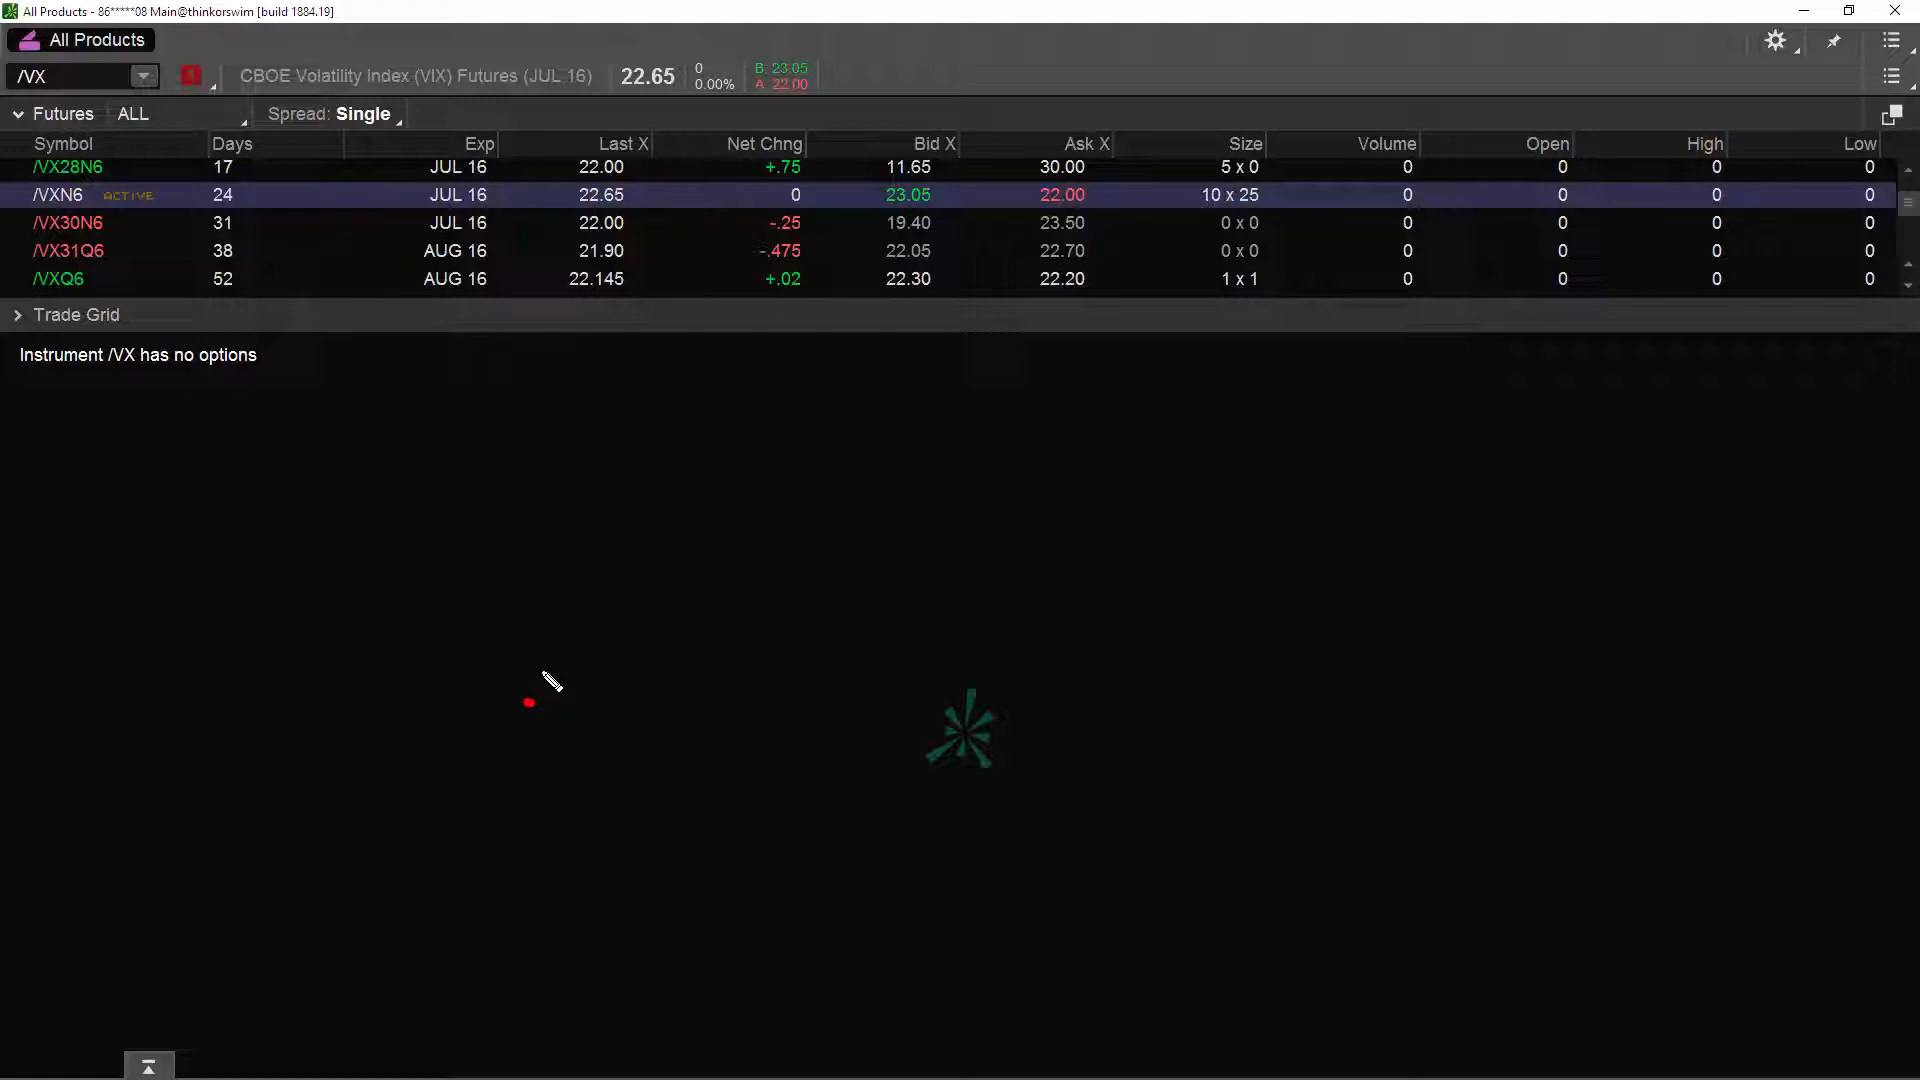 All Products - 86*****08 Main@thinkorswim [build 1884.19]
All Products
/VX CBOE Volatility Index (VIX) Futures (JUL 16) 22.65 0 0.00% B: 23.05 A: 22.00
Futures ALL Spread: Single
Symbol Days Exp Last X Net Chng Bid X Ask X Size Volume Open High Low
/VX28N6 17 JUL 16 22.00 +.75 11.65 30.00 5 x 0 0 0 0 0
/VXN6 ACTIVE 24 JUL 16 22.65 0 23.05 22.00 10 x 25 0 0 0 0
/VX30N6 31 JUL 16 22.00 -.25 19.40 23.50 0 x 0 0 0 0 0
/VX31Q6 38 AUG 16 21.90 -.475 22.05 22.70 0 x 0 0 0 0 0
/VXQ6 52 AUG 16 22.145 +.02 22.30 22.20 1 x 1 0 0 0 0
Trade Grid
Instrument /VX has no options